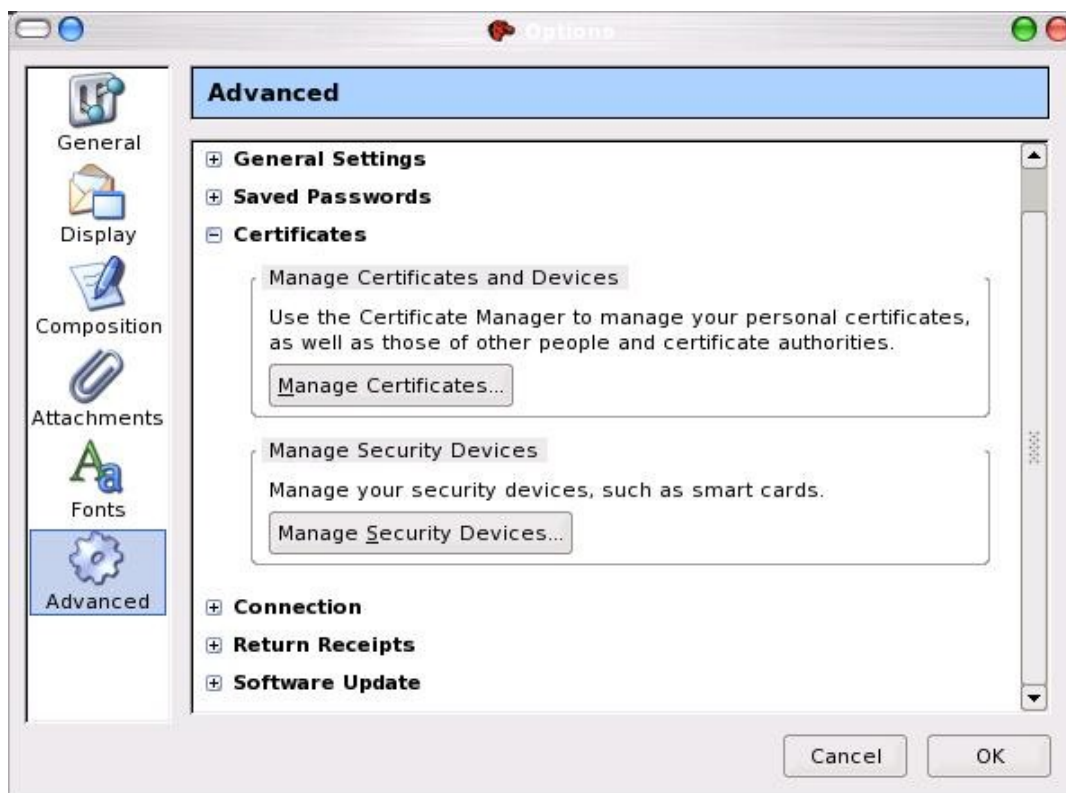 Options
General
Display
Composition
Attachments
Fonts
Advanced
Advanced
General Settings
Saved Passwords
Certificates
Manage Certificates and Devices
Use the Certificate Manager to manage your personal certificates,
as well as those of other people and certificate authorities.
Manage Certificates...
Manage Security Devices
Manage your security devices, such as smart cards.
Manage Security Devices...
Connection
Return Receipts
Software Update
Cancel
OK